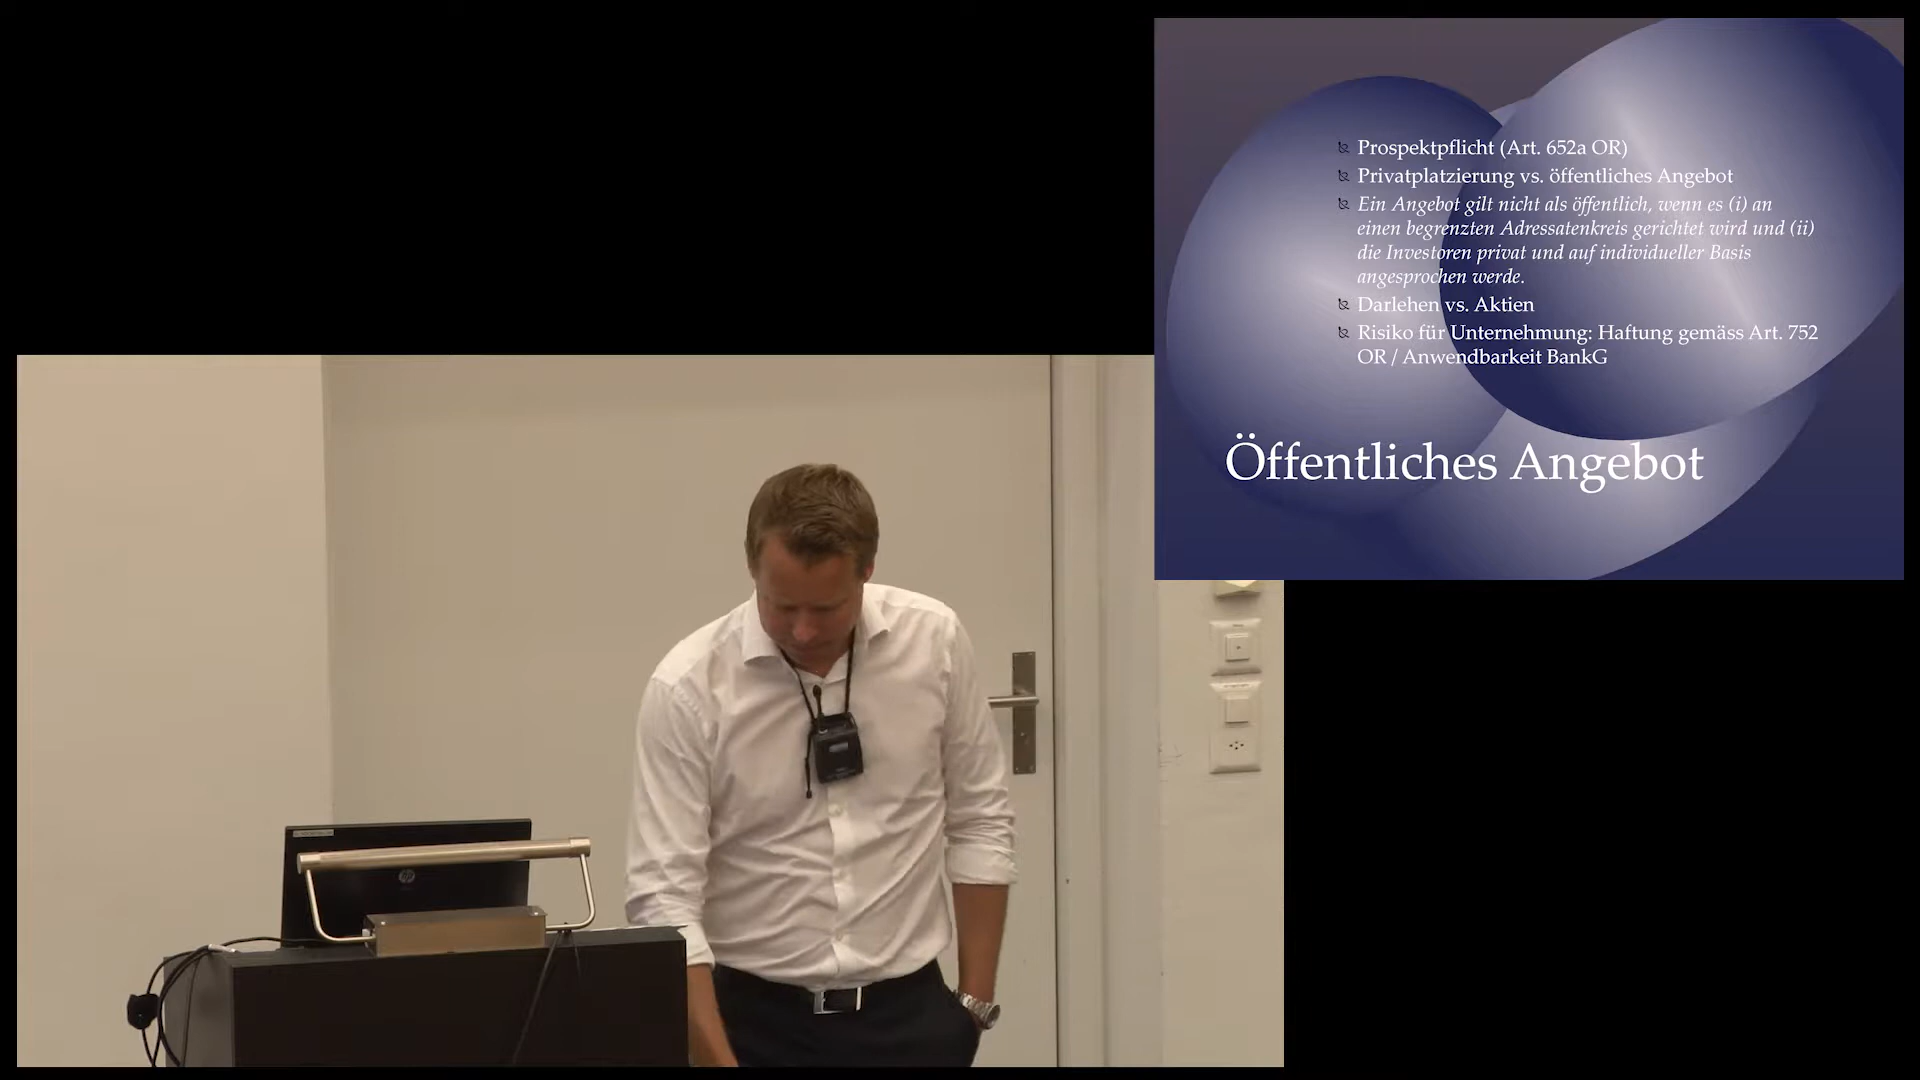 Prospektpflicht (Art. 652a OR)
Privatplatzierung vs. öffentliches Angebot
Ein Angebot gilt nicht als öffentlich, wenn es (i) an
einen begrenzten Adressatenkreis gerichtet wird und (ii)
die Investoren privat und auf individueller Basis
angesprochen werde.
Darlehen vs. Aktien
Risiko für Unternehmung: Haftung gemäss Art. 752
OR / Anwendbarkeit BankG
Öffentliches Angebot
hp